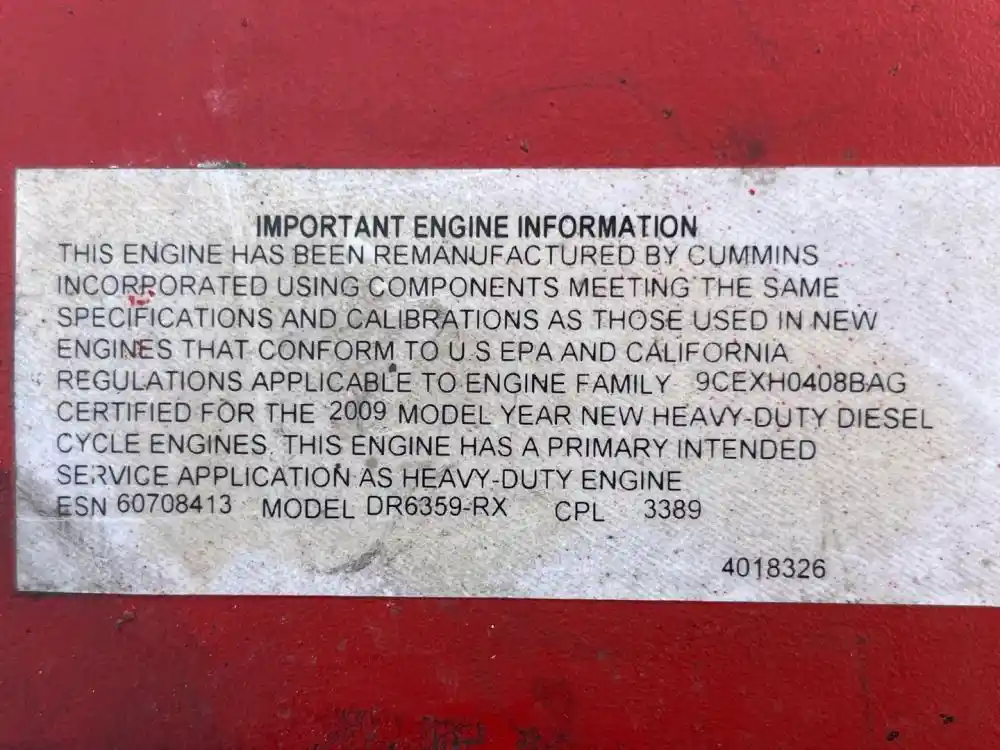 IMPORTANT ENGINE INFORMATION
THIS ENGINE HAS BEEN REMANUFACTURED BY CUMMINS
INCORPORATED USING COMPONENTS MEETING THE SAME
SPECIFICATIONS AND CALIBRATIONS AS THOSE USED IN NEW
ENGINES THAT CONFORM TO U.S EPA AND CALIFORNIA
REGULATIONS APPLICABLE TO ENGINE FAMILY 9CEXH0408BAG
CERTIFIED FOR THE 2009 MODEL YEAR NEW HEAVY-DUTY DIESEL
CYCLE ENGINES. THIS ENGINE HAS A PRIMARY INTENDED
SERVICE APPLICATION AS HEAVY-DUTY ENGINE
ESN 60708413 MODEL DR6359-RX CPL 3389
4018326